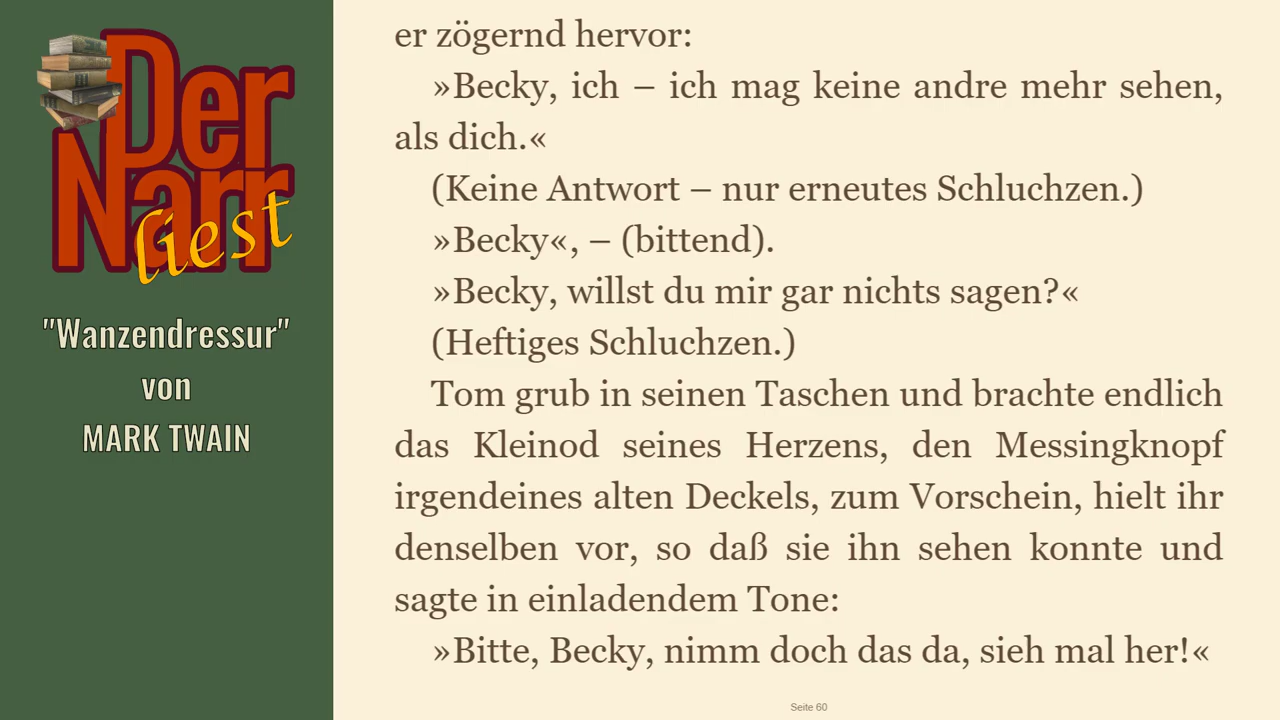 Der
Narr
liest
"Wanzendressur"
von
MARK TWAIN
er zögernd hervor:
»Becky, ich – ich mag keine andre mehr sehen,
als dich.«
(Keine Antwort – nur erneutes Schluchzen.)
»Becky«, – (bittend).
»Becky, willst du mir gar nichts sagen?«
(Heftiges Schluchzen.)
Tom grub in seinen Taschen und brachte endlich
das Kleinod seines Herzens, den Messingknopf
irgendeines alten Deckels, zum Vorschein, hielt ihr
denselben vor, so daß sie ihn sehen konnte und
sagte in einladendem Tone:
»Bitte, Becky, nimm doch das da, sieh mal her!«
Seite 60